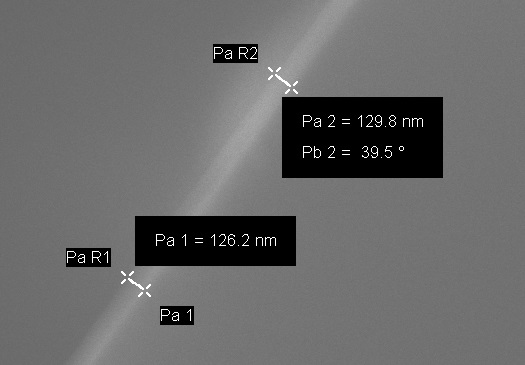 Pa R2
Pa 2 = 129.8 nm
Pb 2 =  39.5 °
Pa 1 = 126.2 nm
Pa R1
Pa 1